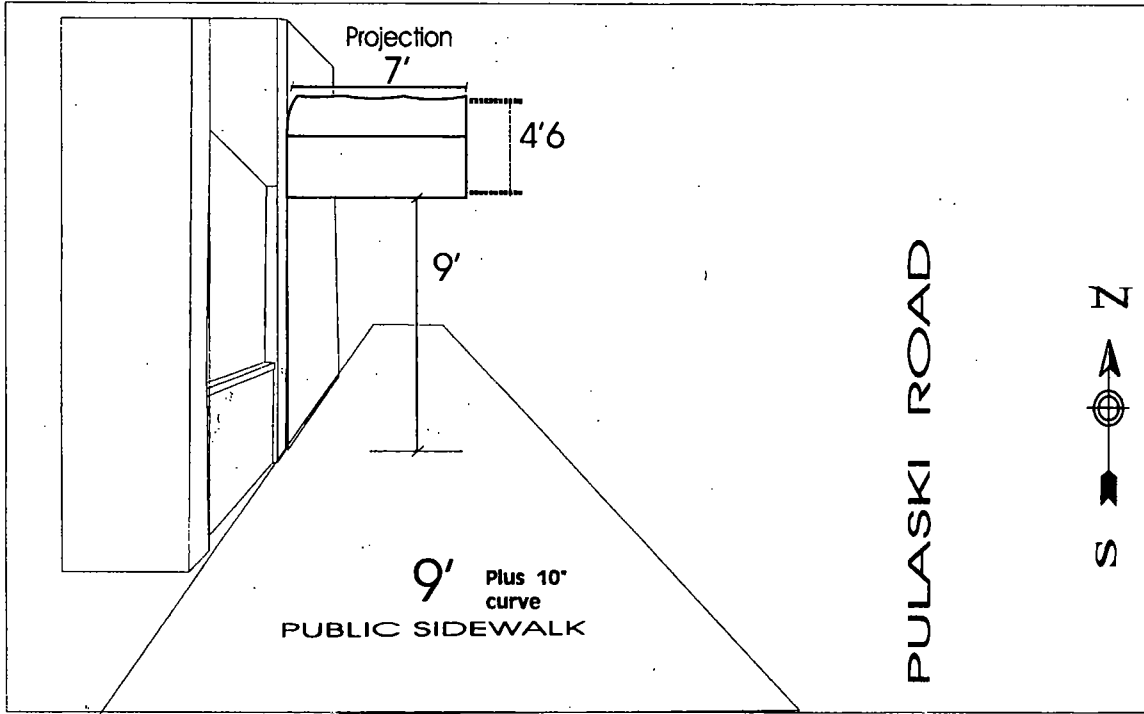 Projection
7'
4'6
9'
9' Plus 10"
curve
PUBLIC SIDEWALK
PULASKI ROAD
N
S